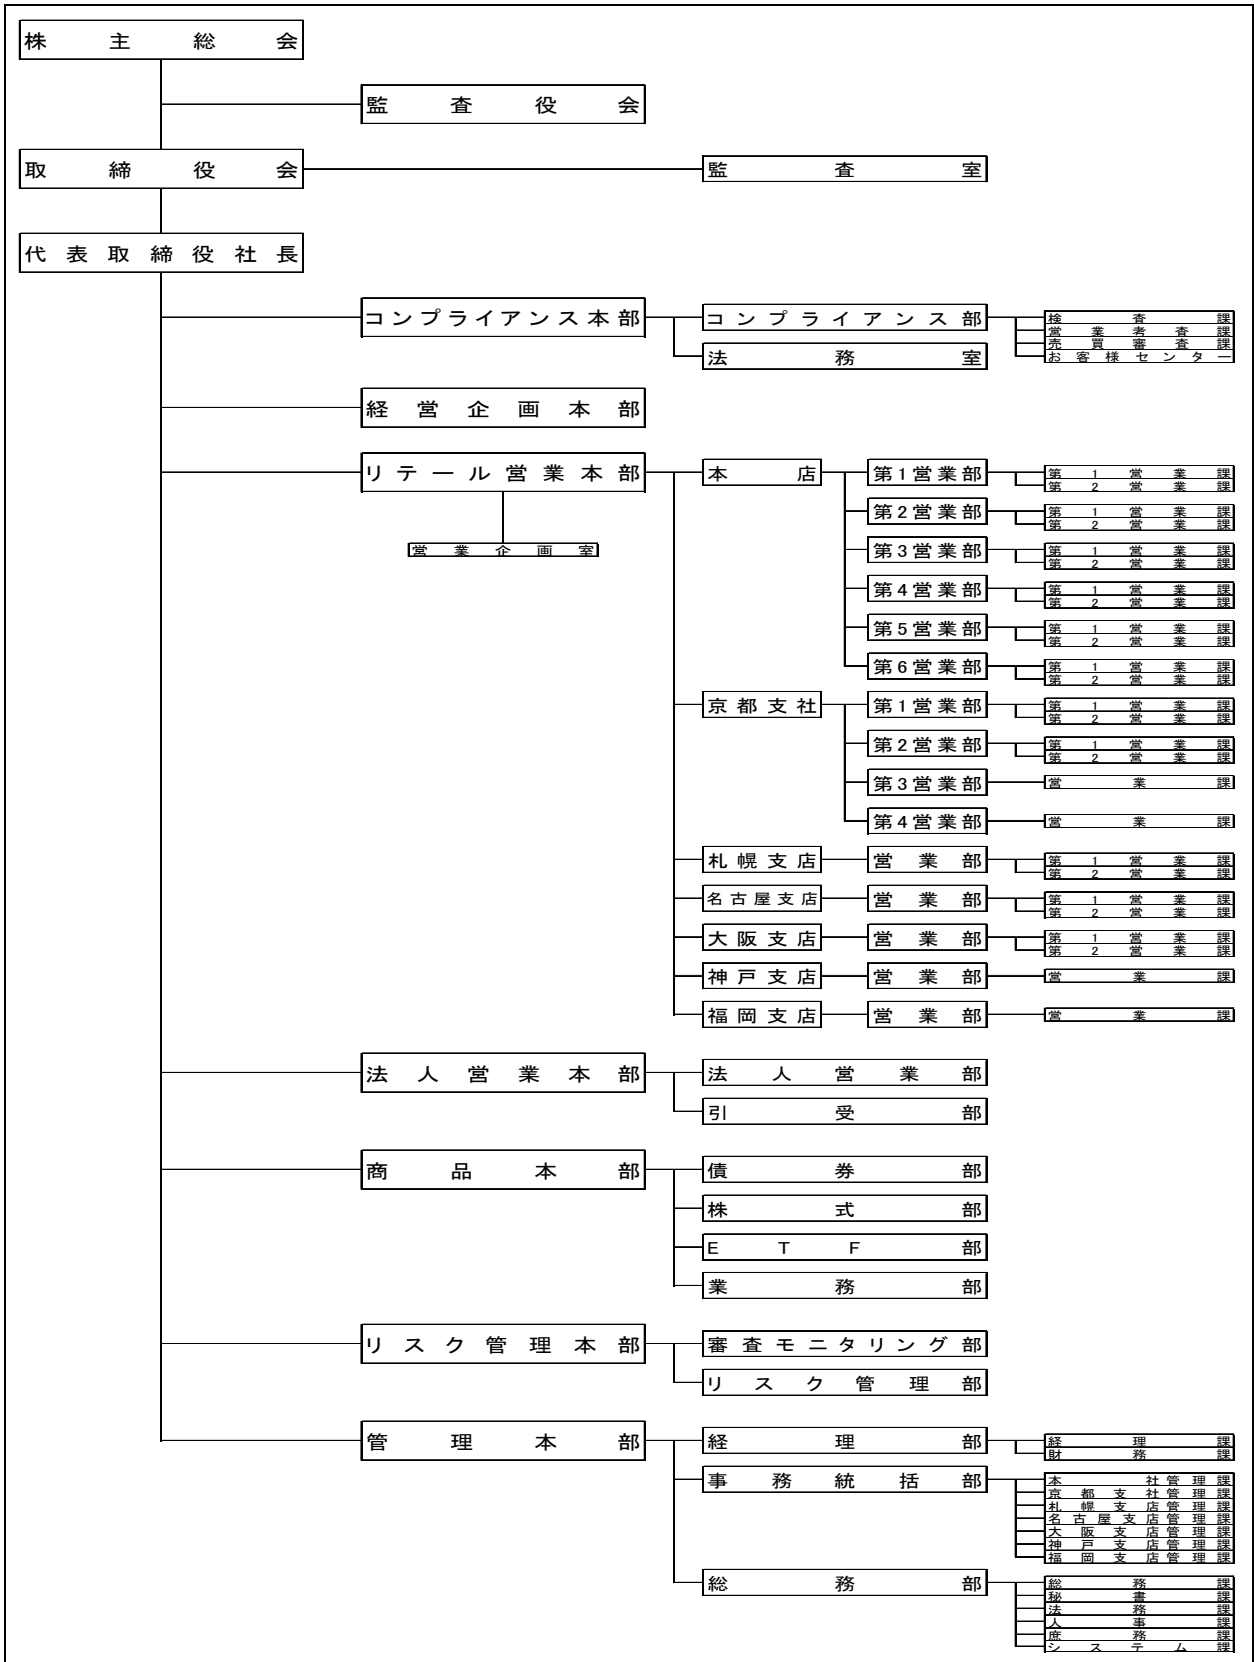 株主総会
監査役会
取締役会 監査室
代表取締役社長
コンプライアンス本部 コンプライアンス部 検査課
営業考査課
売買審査課
法務室 お客様センター
経営企画本部
リテール営業本部 本店 第1営業部 第1営業課
第2営業課
第2営業部 第1営業課
第2営業課
営業企画室 第3営業部 第1営業課
第2営業課
第4営業部 第1営業課
第2営業課
第5営業部 第1営業課
第2営業課
第6営業部 第1営業課
第2営業課
京都支社 第1営業部 第1営業課
第2営業課
第2営業部 第1営業課
第2営業課
第3営業部 営業課
第4営業部 営業課
札幌支店 営業部 第1営業課
第2営業課
名古屋支店 営業部 第1営業課
第2営業課
大阪支店 営業部 第1営業課
第2営業課
神戸支店 営業部 営業課
福岡支店 営業部 営業課
法人営業本部 法人営業部
引受部
商品本部 債券部
株式部
ETF部
業務部
リスク管理本部 審査モニタリング部
リスク管理部
管理本部 経理部 経理課
財務課
事務統括部 本社管理課
京都支社管理課
札幌支店管理課
名古屋支店管理課
大阪支店管理課
神戸支店管理課
福岡支店管理課
総務部 総務課
秘書課
法務課
人事課
庶務課
システム課